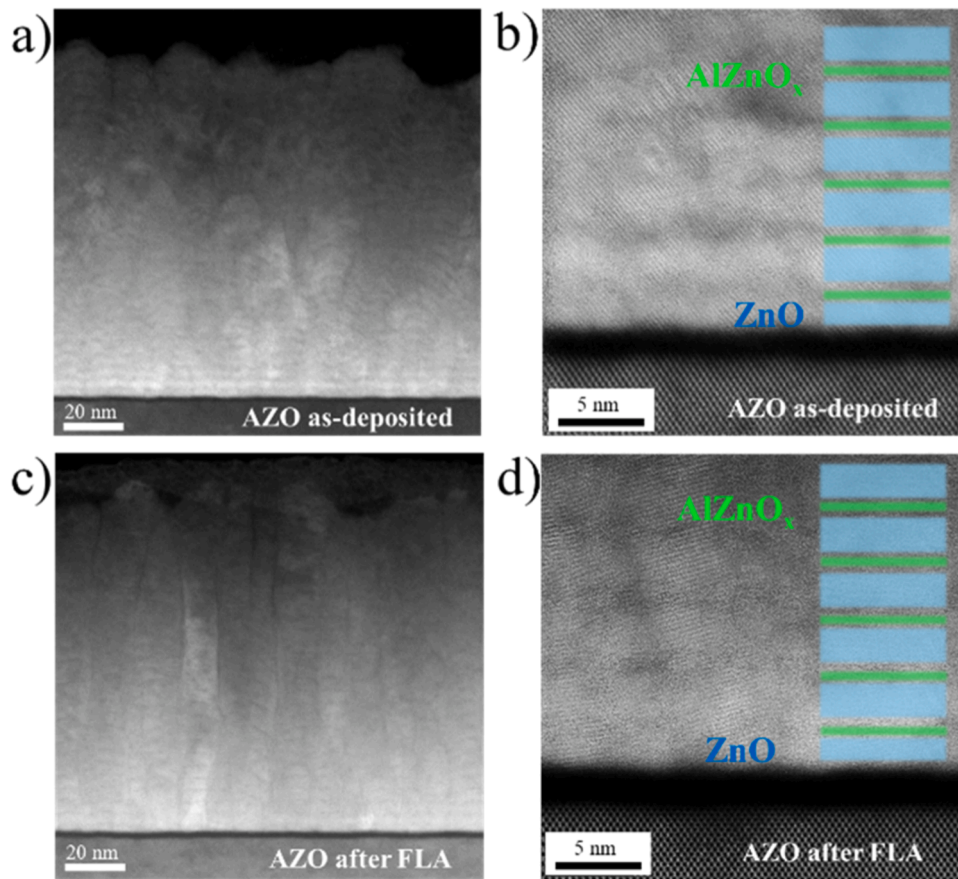 a)
20 nm
AZO as-deposited
b)
AlZnOₓ
ZnO
5 nm
AZO as-deposited
c)
20 nm
AZO after FLA
d)
AlZnOₓ
ZnO
5 nm
AZO after FLA